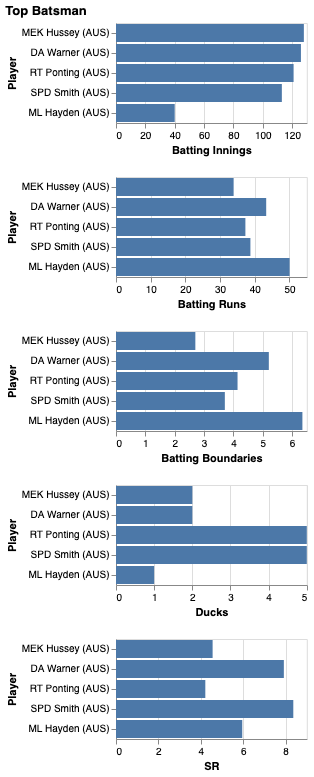 Top Batsman
Player
MEK Hussey (AUS)
DA Warner (AUS)
RT Ponting (AUS)
SPD Smith (AUS)
ML Hayden (AUS)
0 20 40 60 80 100 120
Batting Innings
Player
MEK Hussey (AUS)
DA Warner (AUS)
RT Ponting (AUS)
SPD Smith (AUS)
ML Hayden (AUS)
0 10 20 30 40 50
Batting Runs
Player
MEK Hussey (AUS)
DA Warner (AUS)
RT Ponting (AUS)
SPD Smith (AUS)
ML Hayden (AUS)
0 1 2 3 4 5 6
Batting Boundaries
Player
MEK Hussey (AUS)
DA Warner (AUS)
RT Ponting (AUS)
SPD Smith (AUS)
ML Hayden (AUS)
0 1 2 3 4 5
Ducks
Player
MEK Hussey (AUS)
DA Warner (AUS)
RT Ponting (AUS)
SPD Smith (AUS)
ML Hayden (AUS)
0 2 4 6 8
SR